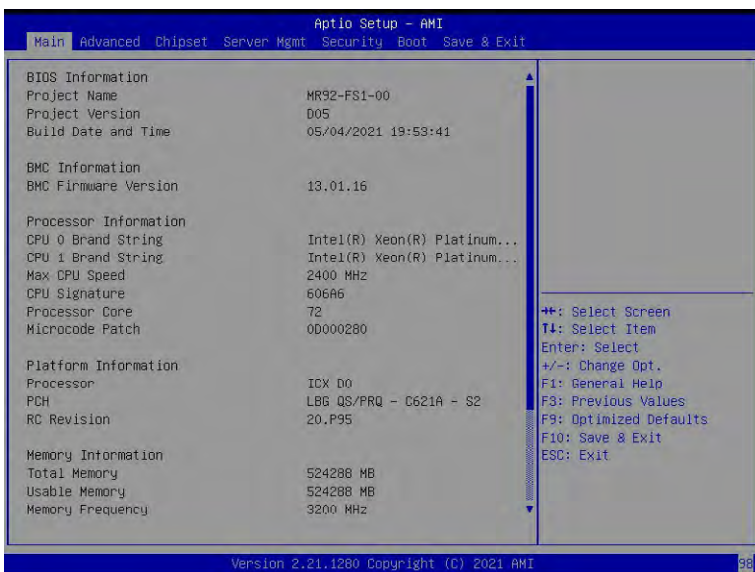 Aptio Setup – AMI
Main Advanced Chipset Server Mgmt Security Boot Save & Exit
BIOS Information
Project Name MR92-FS1-00
Project Version D05
Build Date and Time 05/04/2021 19:53:41
BMC Information
BMC Firmware Version 13.01.16
Processor Information
CPU 0 Brand String Intel(R) Xeon(R) Platinum...
CPU 1 Brand String Intel(R) Xeon(R) Platinum...
Max CPU Speed 2400 MHz
CPU Signature 606A6
Processor Core 72
Microcode Patch 0D000280
Platform Information
Processor ICX D0
PCH LBG QS/PRQ - C621A - S2
RC Revision 20.P95
Memory Information
Total Memory 524288 MB
Usable Memory 524288 MB
Memory Frequency 3200 MHz
→←: Select Screen
↑↓: Select Item
Enter: Select
+/-: Change Opt.
F1: General Help
F3: Previous Values
F9: Optimized Defaults
F10: Save & Exit
ESC: Exit
Version 2.21.1280 Copyright (C) 2021 AMI
98